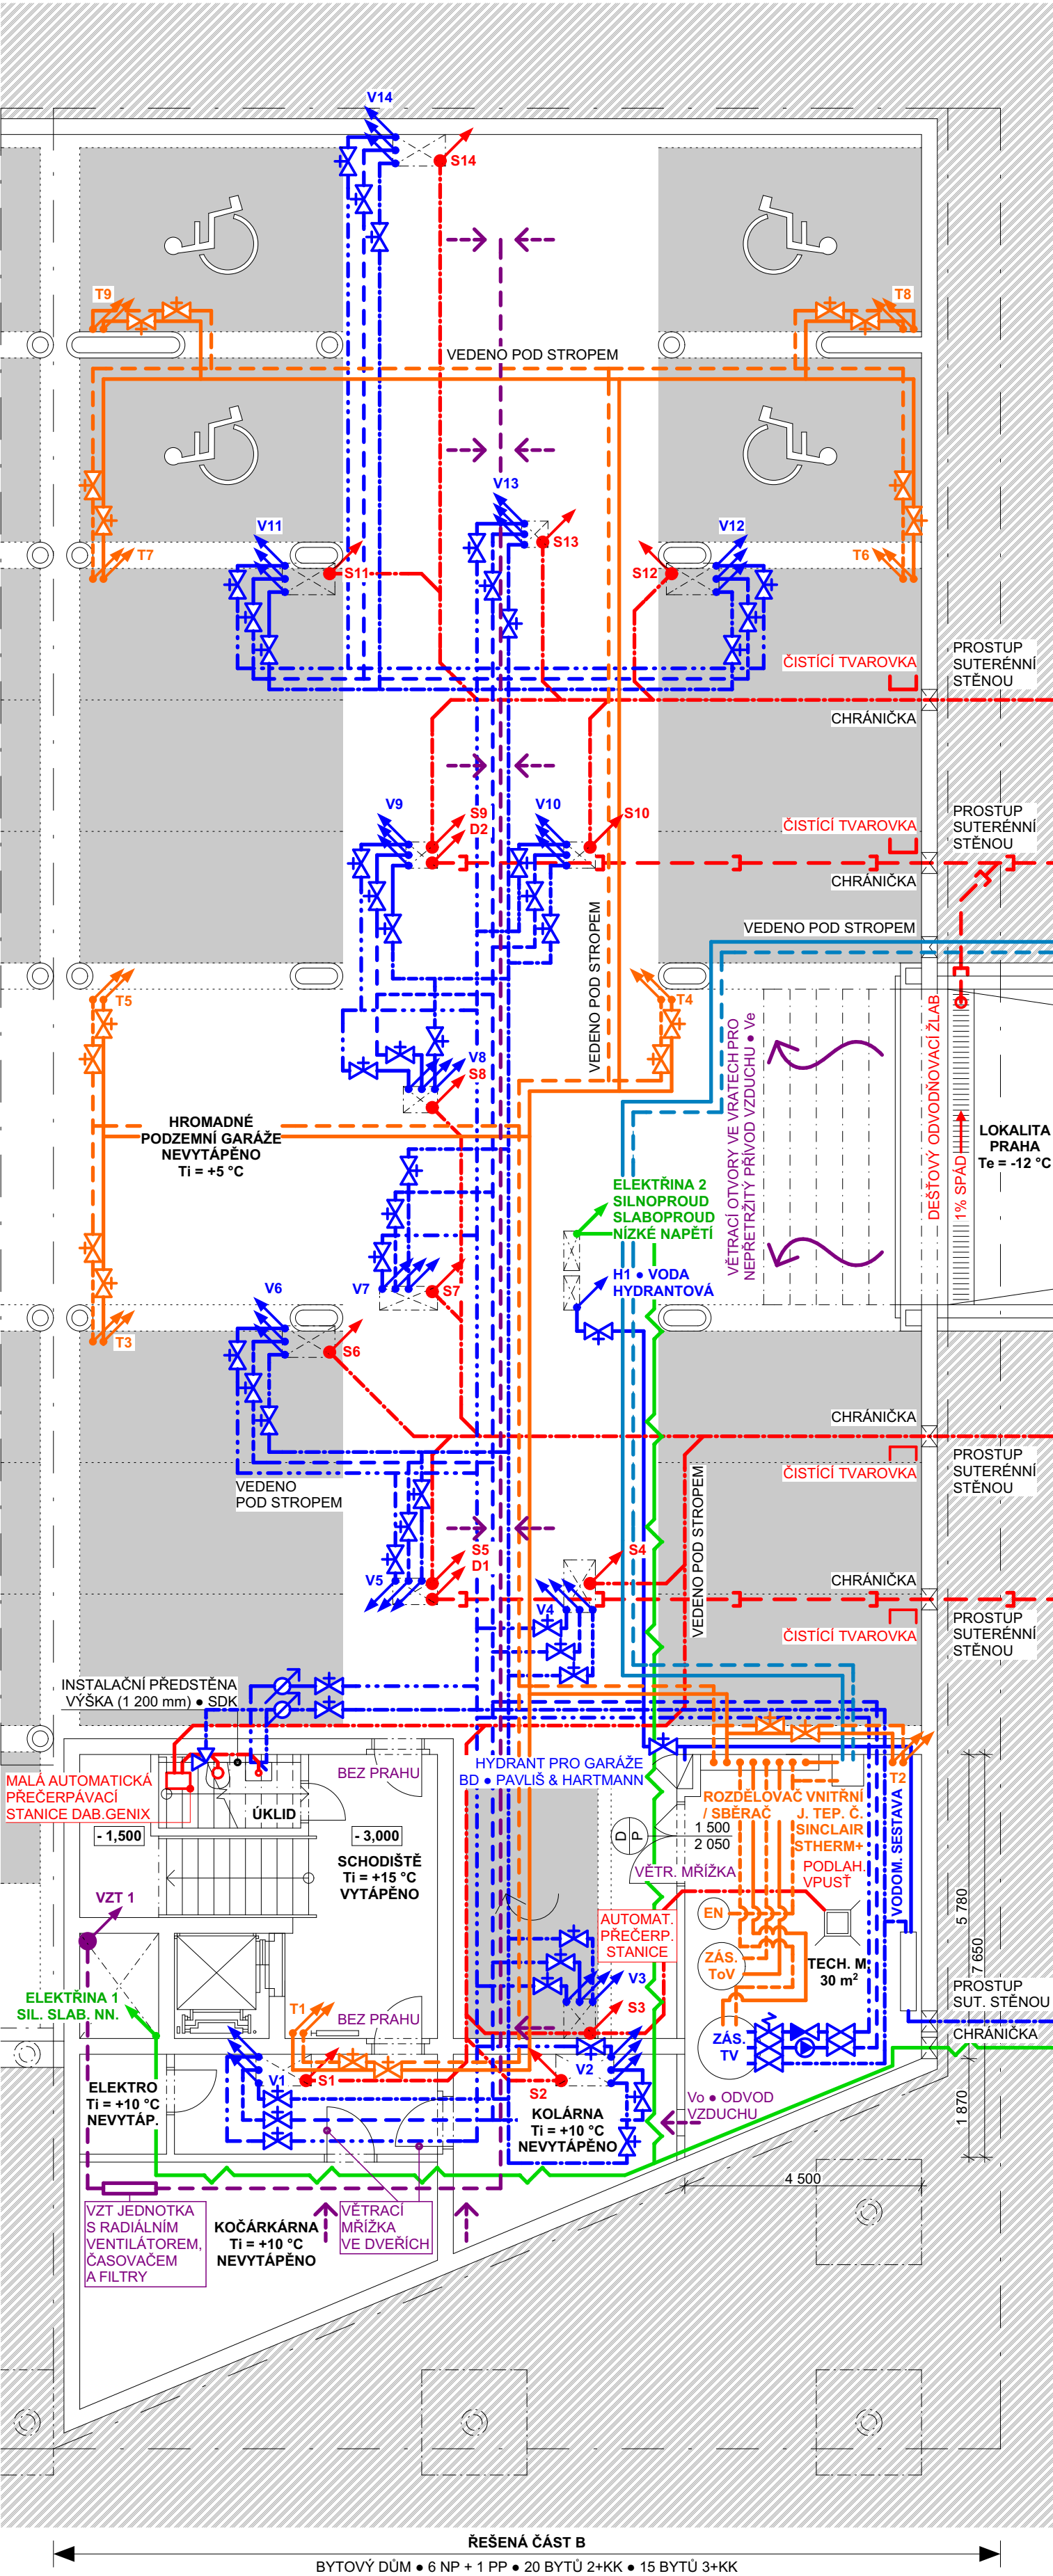 V14
S14
T9
T8
VEDENO POD STROPEM
V13
V11
V12
S13
S11
S12
T7
T6
ČISTÍCÍ TVAROVKA
PROSTUP
SUTERÉNNÍ
STĚNOU
CHRÁNIČKA
V9
S9
D2
V10
S10
ČISTÍCÍ TVAROVKA
PROSTUP
SUTERÉNNÍ
STĚNOU
CHRÁNIČKA
VEDENO POD STROPEM
VEDENO POD STROPEM
T5
T4
V8
S8
VĚTRACÍ OTVORY VE VRATECH PRO
NEPŘETRŽITÝ PŘÍVOD VZDUCHU ● Ve
DEŠŤOVÝ ODVODŇOVACÍ ŽLAB
1% SPÁD
LOKALITA
PRAHA
Te = -12 °C
HROMADNÉ
PODZEMNÍ GARÁŽE
NEVYTÁPĚNO
Ti = +5 °C
ELEKTŘINA 2
SILNOPROUD
SLABOPROUD
NÍZKÉ NAPĚTÍ
H1 ● VODA
HYDRANTOVÁ
V6
V7
S7
T3
S6
CHRÁNIČKA
PROSTUP
SUTERÉNNÍ
STĚNOU
ČISTÍCÍ TVAROVKA
VEDENO
POD STROPEM
VEDENO POD STROPEM
S5
D1
S4
V5
V4
CHRÁNIČKA
PROSTUP
SUTERÉNNÍ
STĚNOU
ČISTÍCÍ TVAROVKA
INSTALAČNÍ PŘEDSTĚNA
VÝŠKA (1 200 mm) ● SDK
MALÁ AUTOMATICKÁ
PŘEČERPÁVACÍ
STANICE DAB.GENIX
BEZ PRAHU
HYDRANT PRO GARÁŽE
BD ● PAVLIŠ & HARTMANN
T2
ROZDĚLOVAČ
/ SBĚRAČ
VNITŘNÍ
J. TEP. Č.
SINCLAIR
STHERM+
ÚKLID
- 1,500
- 3,000
D
P
1 500
2 050
SCHODIŠTĚ
Ti = +15 °C
VYTÁPĚNO
VĚTR. MŘÍŽKA
PODLAH.
VPUSŤ
VODOM. SESTAVA
5 780
7 650
VZT 1
EN
AUTOMAT.
PŘEČERP.
STANICE
ZÁS.
ToV
TECH. M.
30 m²
V3
PROSTUP
SUT. STĚNOU
CHRÁNIČKA
ELEKTŘINA 1
SIL. SLAB. NN.
T1
BEZ PRAHU
S3
ZÁS.
TV
V1
S1
S2
V2
ELEKTRO
Ti = +10 °C
NEVYTÁP.
KOLÁRNA
Ti = +10 °C
NEVYTÁPĚNO
Vo ● ODVOD
VZDUCHU
1 870
4 500
VZT JEDNOTKA
S RADIÁLNÍM
VENTILÁTOREM,
ČASOVAČEM
A FILTRY
KOČÁRKÁRNA
Ti = +10 °C
NEVYTÁPĚNO
VĚTRACÍ
MŘÍŽKA
VE DVEŘÍCH
ŘEŠENÁ ČÁST B
BYTOVÝ DŮM ● 6 NP + 1 PP ● 20 BYTŮ 2+KK ● 15 BYTŮ 3+KK